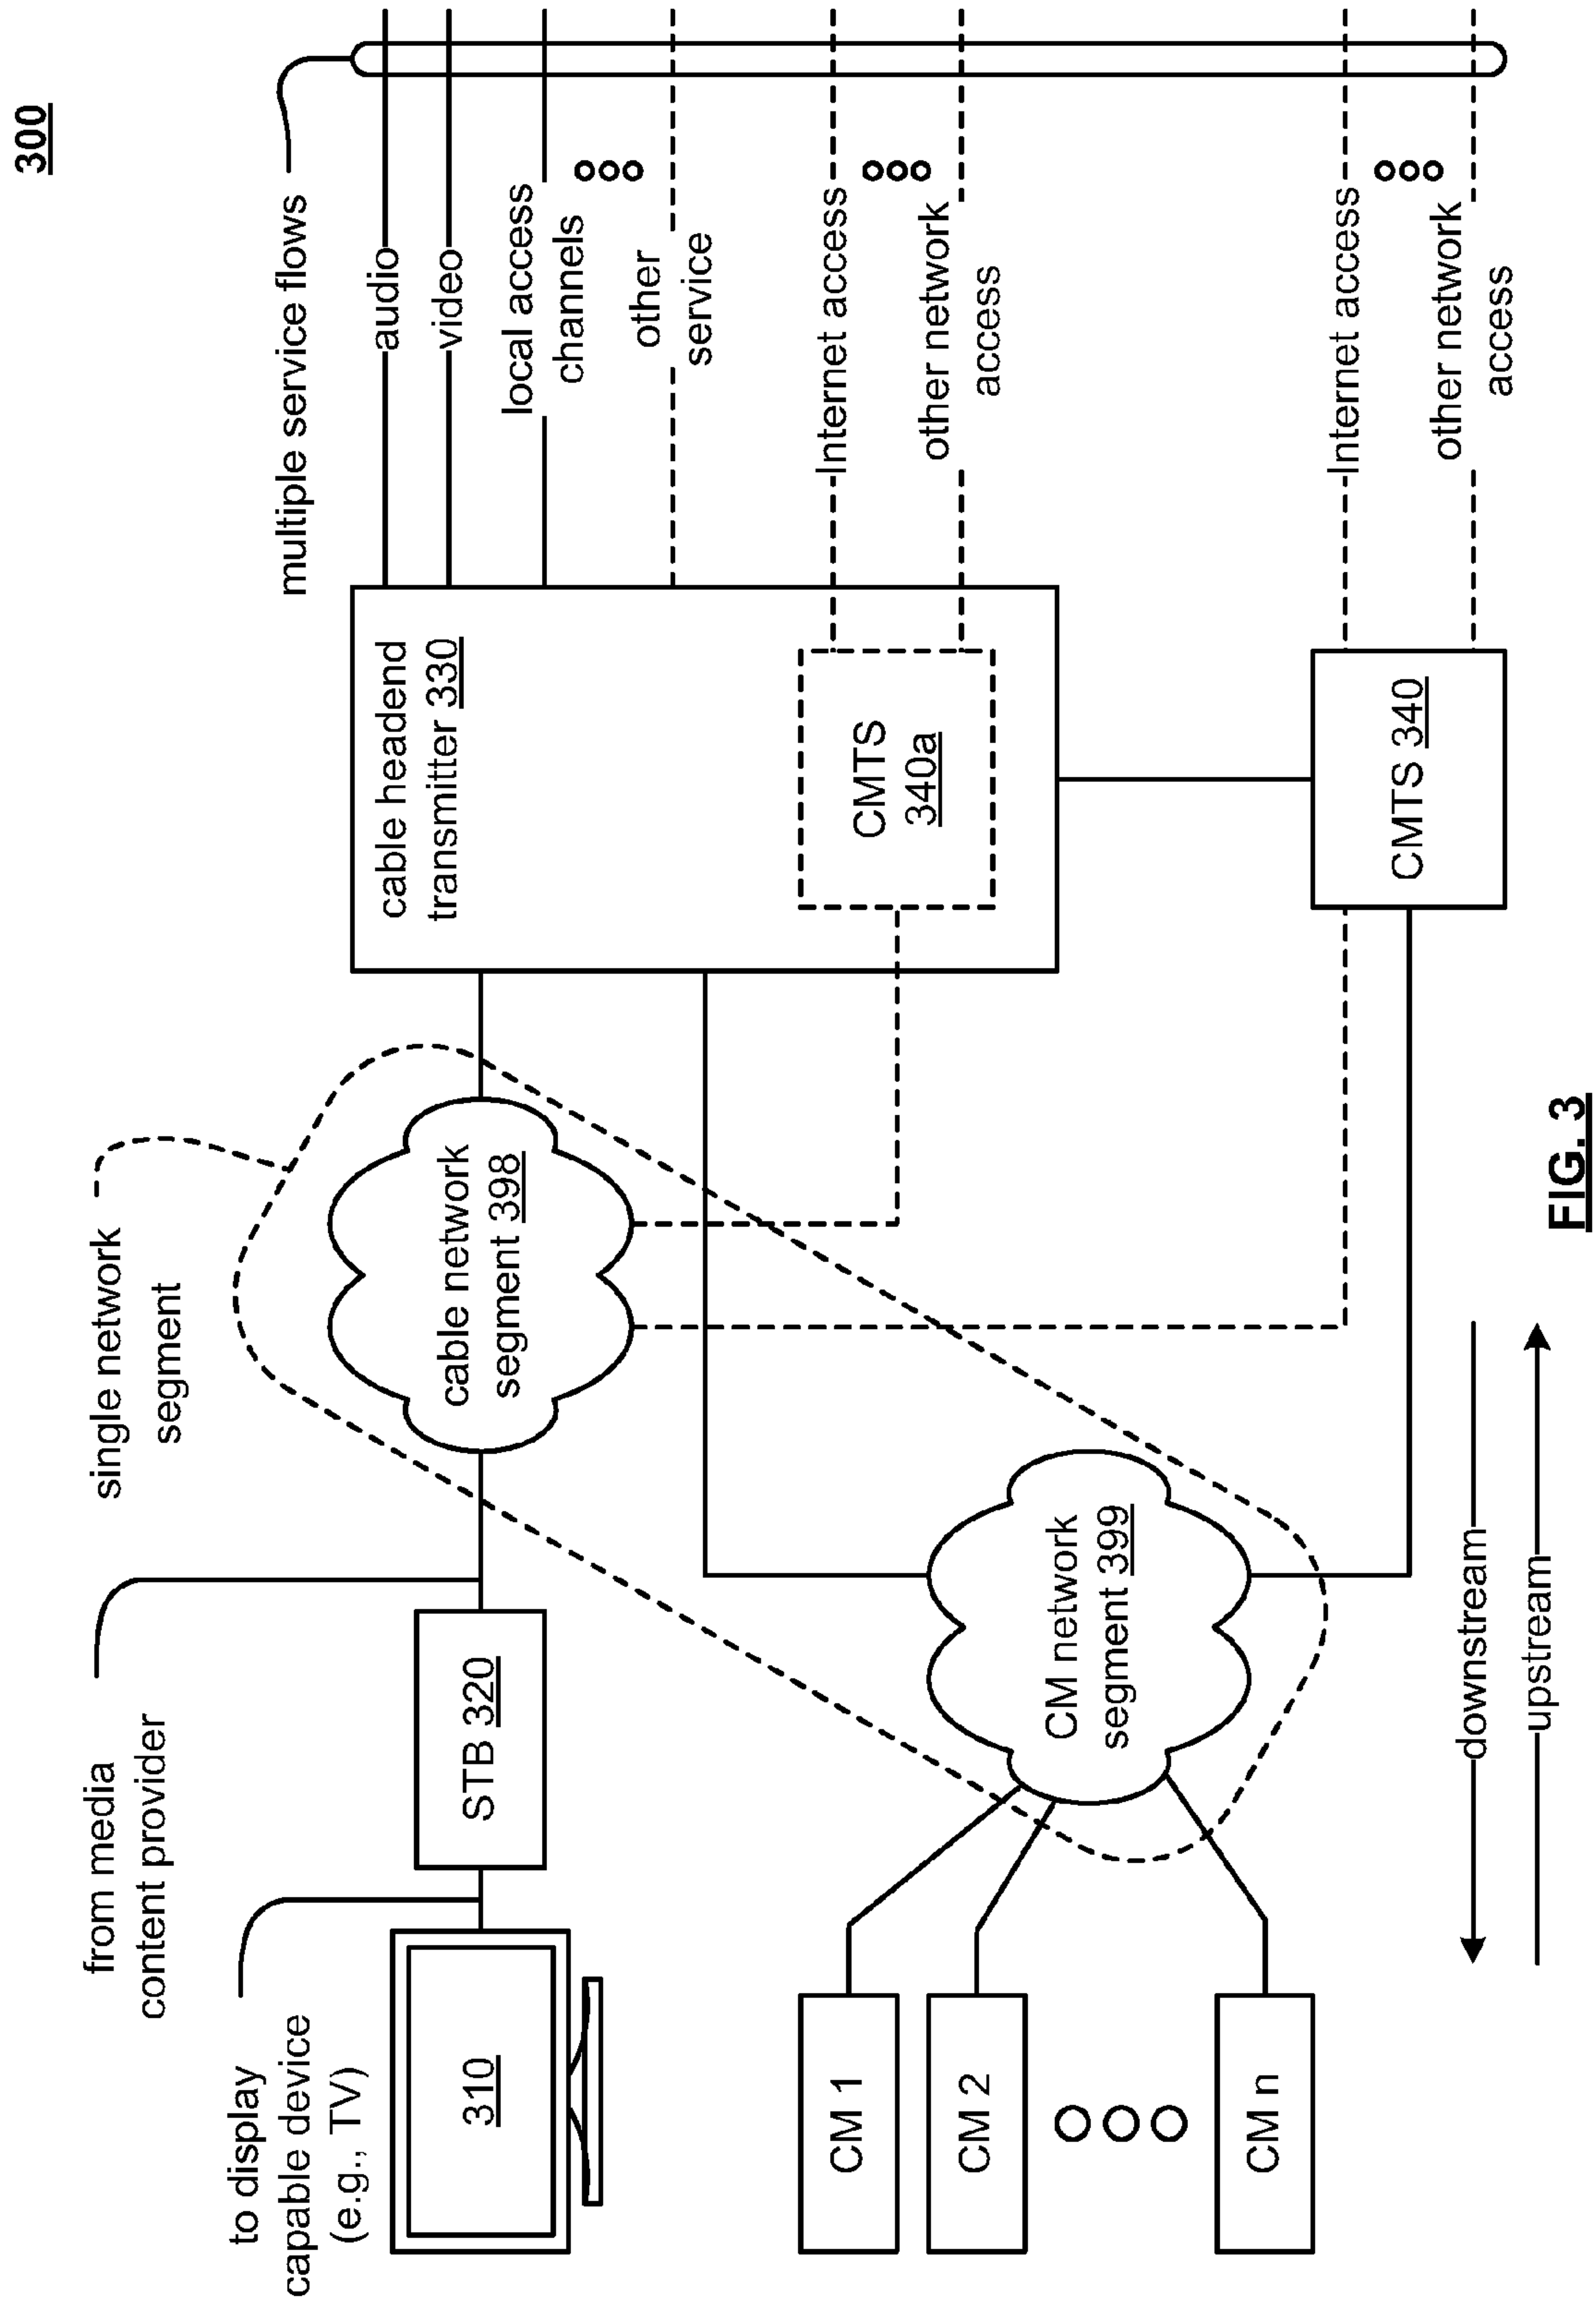 300
multiple service flows
audio
video
local access
channels
other
service
Internet access
other network
access
Internet access
other network
access
cable headend
transmitter 330
CMTS
340a
CMTS 340
single network
segment
cable network
segment 398
from media
content provider
STB 320
to display
capable device
(e.g., TV)
310
CM network
segment 399
CM 1
CM 2
CM n
downstream
upstream
FIG. 3